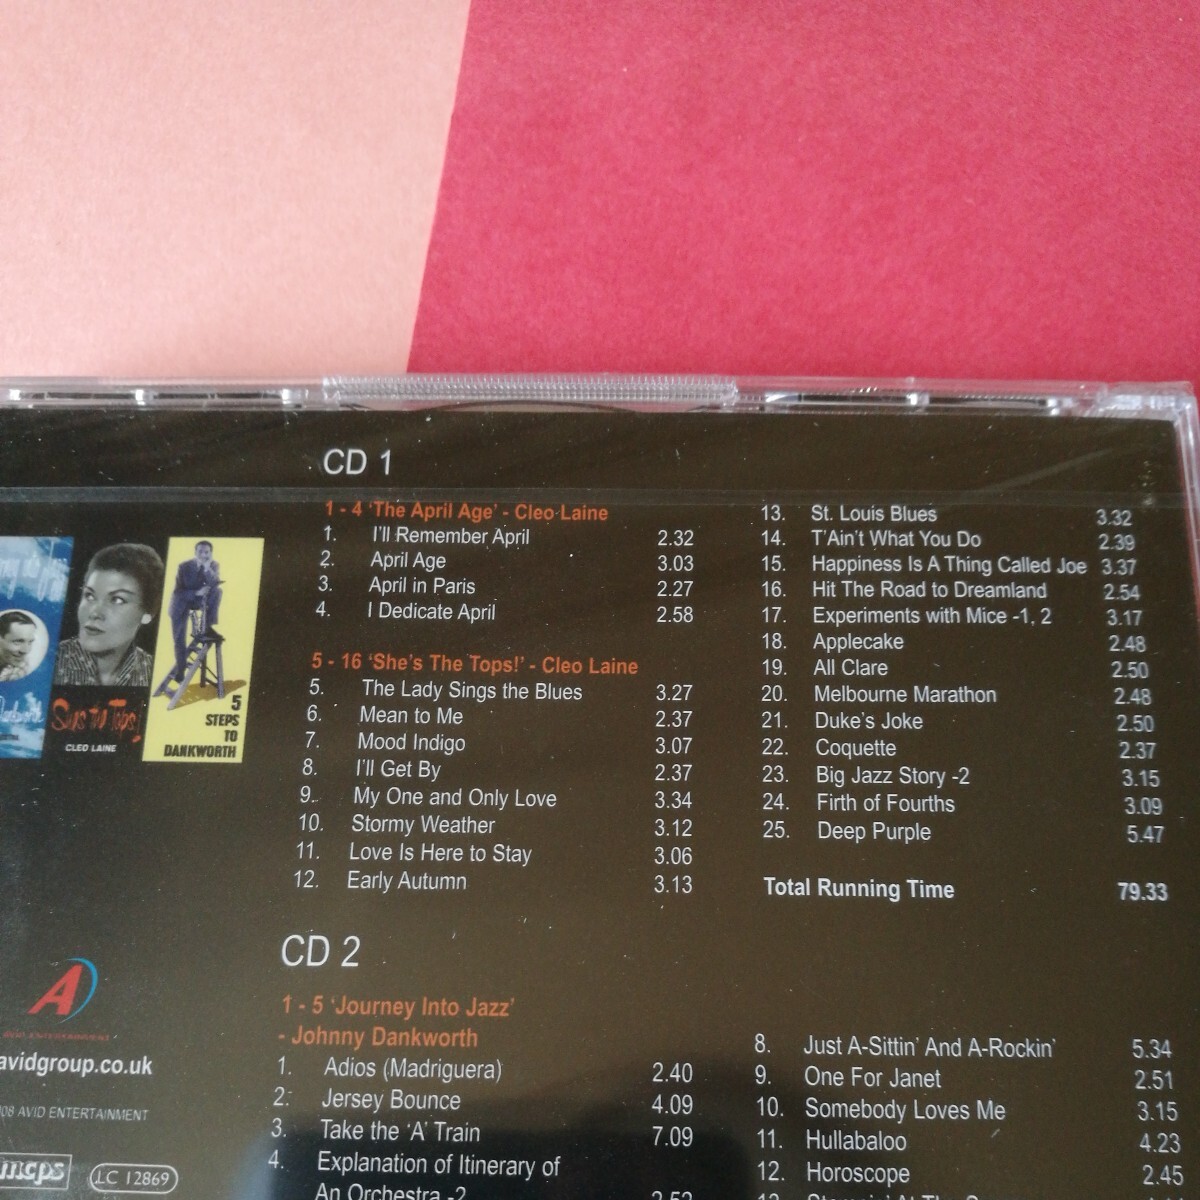 CD 1
1 - 4 'The April Age' - Cleo Laine
1. I'll Remember April 2.32
2. April Age 3.03
3. April in Paris 2.27
4. I Dedicate April 2.58
5 - 16 'She's The Tops!' - Cleo Laine
5. The Lady Sings the Blues 3.27
6. Mean to Me 2.37
7. Mood Indigo 3.07
8. I'll Get By 2.37
9. My One and Only Love 3.34
10. Stormy Weather 3.12
11. Love Is Here to Stay 3.06
12. Early Autumn 3.13
13. St. Louis Blues 3.32
14. T'Ain't What You Do 2.39
15. Happiness Is A Thing Called Joe 3.37
16. Hit The Road to Dreamland 2.54
17. Experiments with Mice -1, 2 3.17
18. Applecake 2.48
19. All Clare 2.50
20. Melbourne Marathon 2.48
21. Duke's Joke 2.50
22. Coquette 2.37
23. Big Jazz Story -2 3.15
24. Firth of Fourths 3.09
25. Deep Purple 5.47
Total Running Time 79.33
CD 2
1 - 5 'Journey Into Jazz'
- Johnny Dankworth
1. Adios (Madriguera) 2.40
2. Jersey Bounce 4.09
3. Take the 'A' Train 7.09
4. Explanation of Itinerary of
An Orchestra -2 2.52
8. Just A-Sittin' And A-Rockin' 5.34
9. One For Janet 2.51
10. Somebody Loves Me 3.15
11. Hullabaloo 4.23
12. Horoscope 2.45
Tops!
CLEO LAINE
5
STEPS
TO
DANKWORTH
A
AVID ENTERTAINMENT
avidgroup.co.uk
08 AVID ENTERTAINMENT
mcps
LC 12869